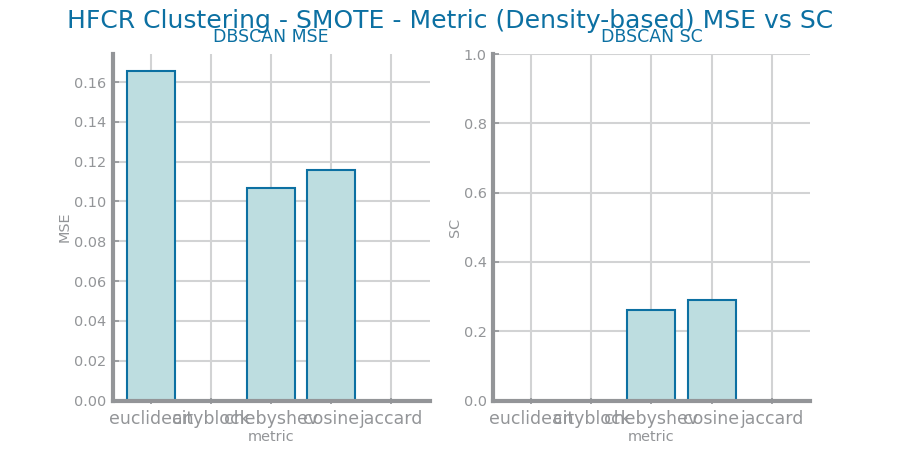 HFCR Clustering - SMOTE - Metric (Density-based) MSE vs SC
DBSCAN MSE
MSE
0.16
0.14
0.12
0.10
0.08
0.06
0.04
0.02
0.00
euclidean cityblock chebyshev cosine jaccard
metric
DBSCAN SC
SC
1.0
0.8
0.6
0.4
0.2
0.0
euclidean cityblock chebyshev cosine jaccard
metric